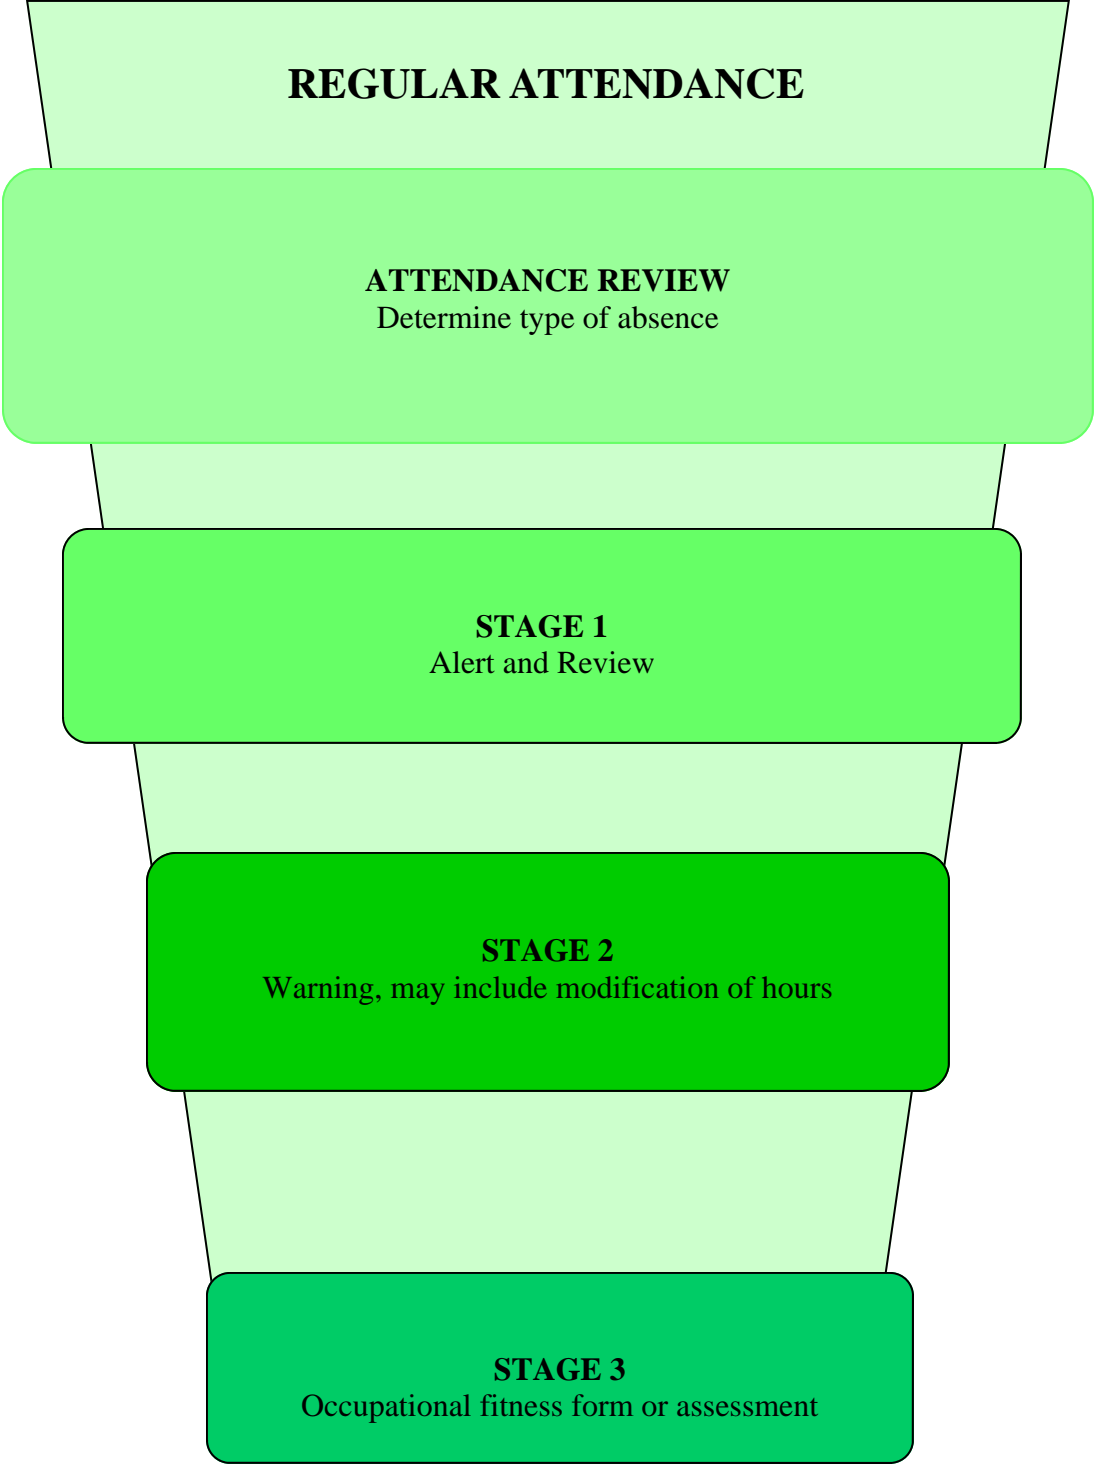 REGULAR ATTENDANCE
ATTENDANCE REVIEW
Determine type of absence
STAGE 1
Alert and Review
STAGE 2
Warning, may include modification of hours
STAGE 3
Occupational fitness form or assessment